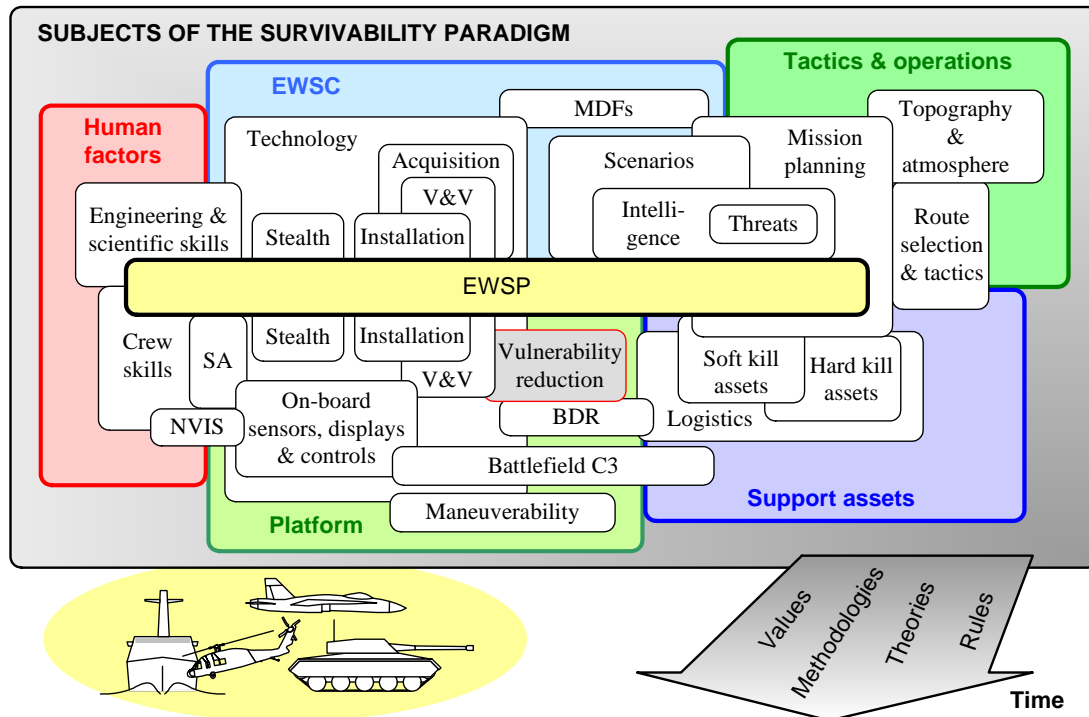 SUBJECTS OF THE SURVIVABILITY PARADIGM
EWSC
Tactics & operations
Human
factors
MDFs
Topography
&
atmosphere
Technology
Acquisition
V&V
Scenarios
Mission
planning
Engineering &
scientific skills
Stealth
Installation
Intelli-
gence
Threats
Route
selection
& tactics
EWSP
Crew
skills
SA
Stealth
Installation
V&V
Vulnerability
reduction
Soft kill
assets
Hard kill
assets
On-board
sensors, displays
& controls
NVIS
BDR
Logistics
Battlefield C3
Maneuverability
Platform
Support assets
Values
Methodologies
Theories
Rules
Time